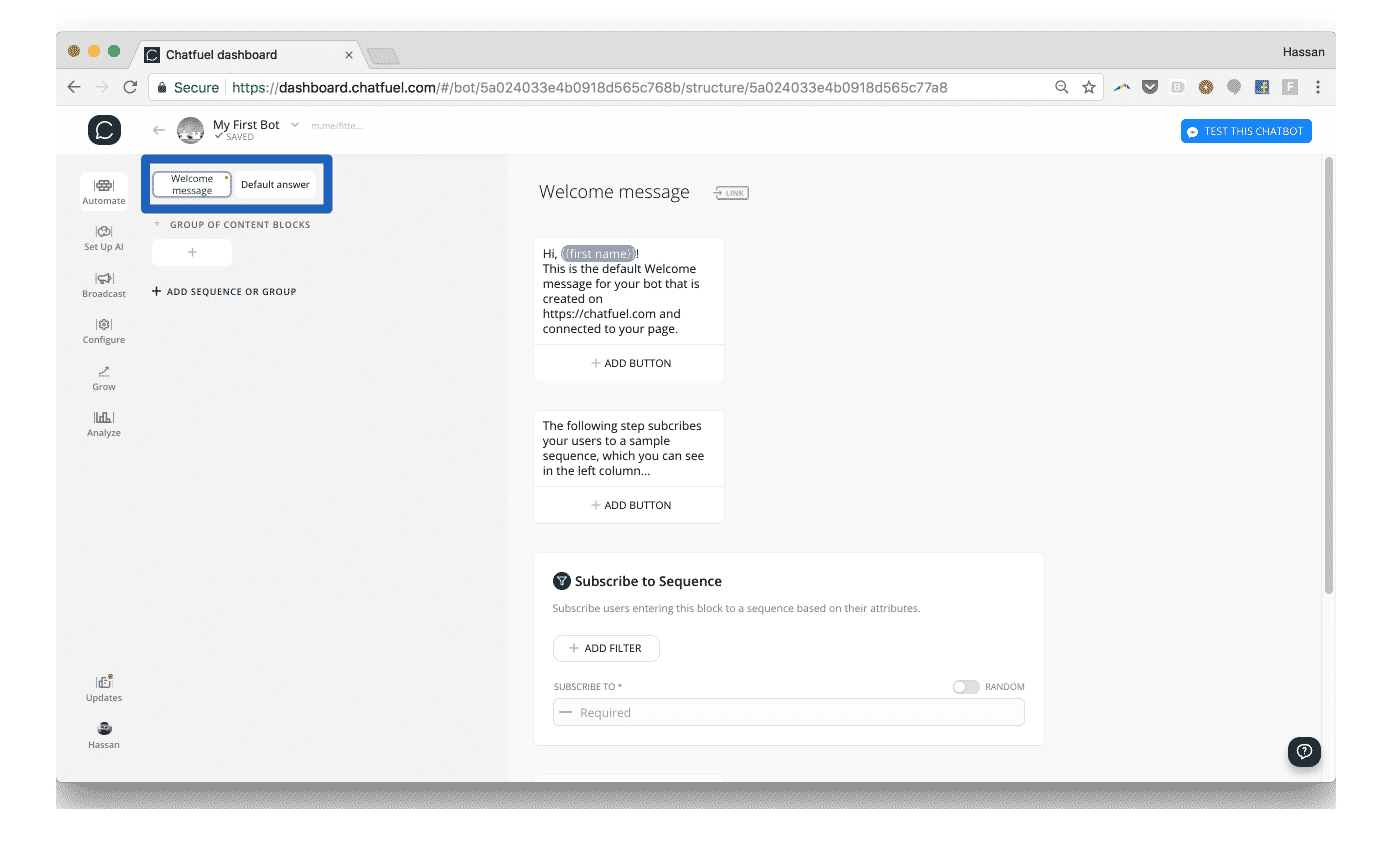 Chatfuel dashboard
Hassan
Secure
https://dashboard.chatfuel.com/#/bot/5a024033e4b0918d565c768b/structure/5a024033e4b0918d565c77a8
My First Bot
m.me/fitte...
SAVED
TEST THIS CHATBOT
Automate
Set Up AI
Broadcast
Configure
Grow
Analyze
Updates
Hassan
Welcome
message
Default answer
GROUP OF CONTENT BLOCKS
+
+ ADD SEQUENCE OR GROUP
Welcome message
LINK
Hi, {{first name}}!
This is the default Welcome
message for your bot that is
created on
https://chatfuel.com and
connected to your page.
+ ADD BUTTON
The following step subcribes
your users to a sample
sequence, which you can see
in the left column...
+ ADD BUTTON
Subscribe to Sequence
Subscribe users entering this block to a sequence based on their attributes.
+ ADD FILTER
SUBSCRIBE TO *
RANDOM
Required